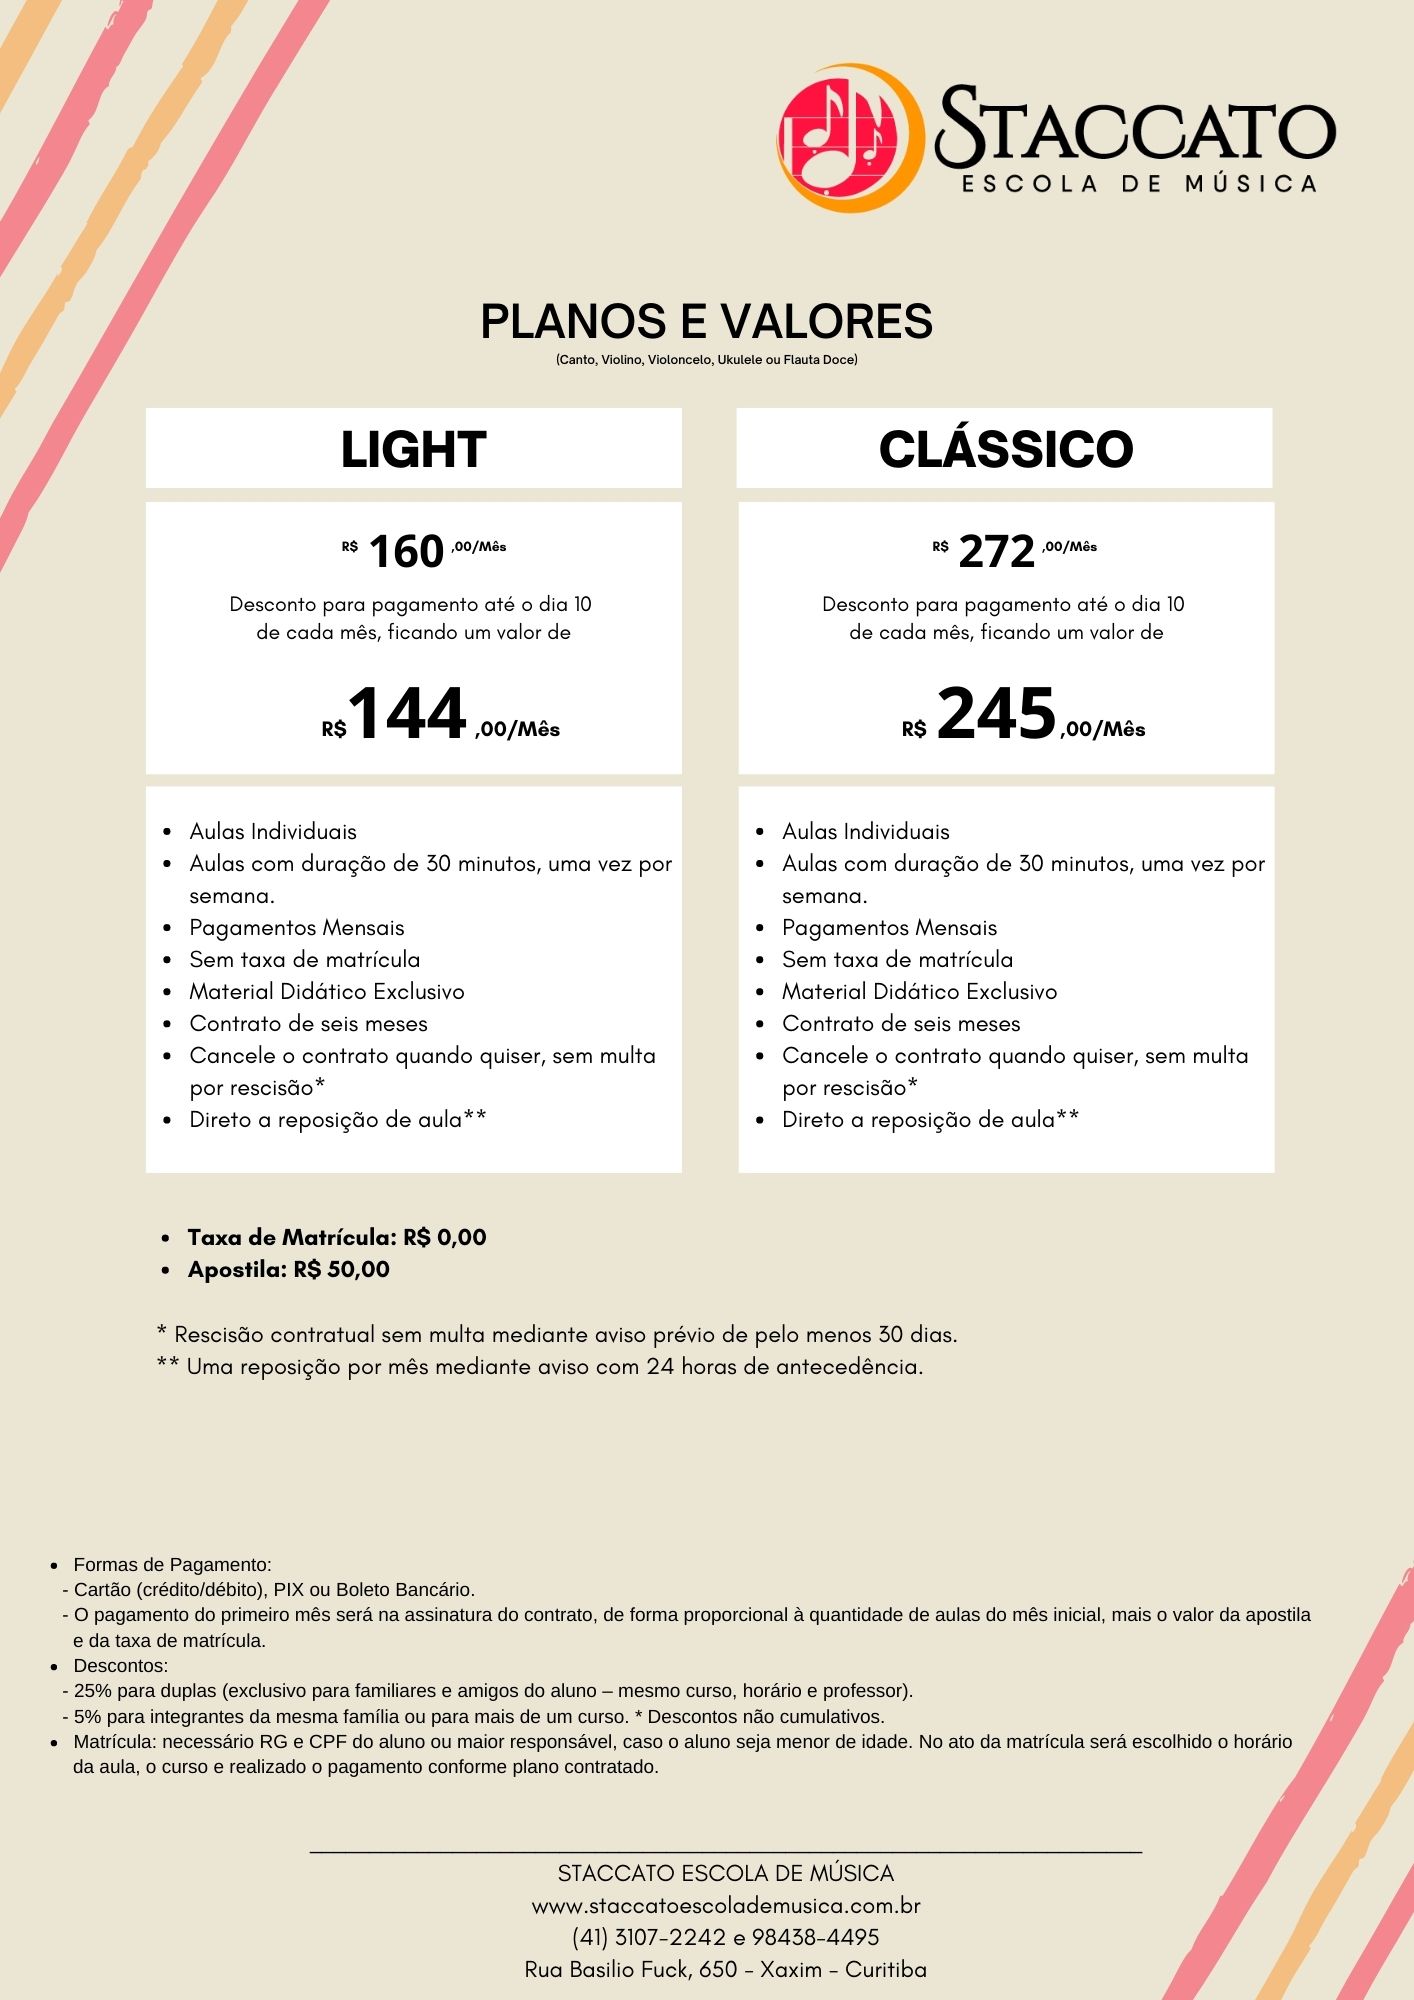 STACCATO
ESCOLA DE MÚSICA
PLANOS E VALORES
(Canto, Violino, Violoncelo, Ukulele ou Flauta Doce)
LIGHT
R$ 160 ,00/Mês
Desconto para pagamento até o dia 10
de cada mês, ficando um valor de
R$ 144 ,00/Mês
• Aulas Individuais
• Aulas com duração de 30 minutos, uma vez por
semana.
• Pagamentos Mensais
• Sem taxa de matrícula
• Material Didático Exclusivo
• Contrato de seis meses
• Cancele o contrato quando quiser, sem multa
por rescisão*
• Direto a reposição de aula**
CLÁSSICO
R$ 272 ,00/Mês
Desconto para pagamento até o dia 10
de cada mês, ficando um valor de
R$ 245 ,00/Mês
• Aulas Individuais
• Aulas com duração de 30 minutos, uma vez por
semana.
• Pagamentos Mensais
• Sem taxa de matrícula
• Material Didático Exclusivo
• Contrato de seis meses
• Cancele o contrato quando quiser, sem multa
por rescisão*
• Direto a reposição de aula**
• Taxa de Matrícula: R$ 0,00
• Apostila: R$ 50,00
* Rescisão contratual sem multa mediante aviso prévio de pelo menos 30 dias.
** Uma reposição por mês mediante aviso com 24 horas de antecedência.
• Formas de Pagamento:
- Cartão (crédito/débito), PIX ou Boleto Bancário.
- O pagamento do primeiro mês será na assinatura do contrato, de forma proporcional à quantidade de aulas do mês inicial, mais o valor da apostila
e da taxa de matrícula.
• Descontos:
- 25% para duplas (exclusivo para familiares e amigos do aluno – mesmo curso, horário e professor).
- 5% para integrantes da mesma família ou para mais de um curso. * Descontos não cumulativos.
• Matrícula: necessário RG e CPF do aluno ou maior responsável, caso o aluno seja menor de idade. No ato da matrícula será escolhido o horário
da aula, o curso e realizado o pagamento conforme plano contratado.
STACCATO ESCOLA DE MÚSICA
www.staccatoescolademusica.com.br
(41) 3107-2242 e 98438-4495
Rua Basilio Fuck, 650 - Xaxim - Curitiba